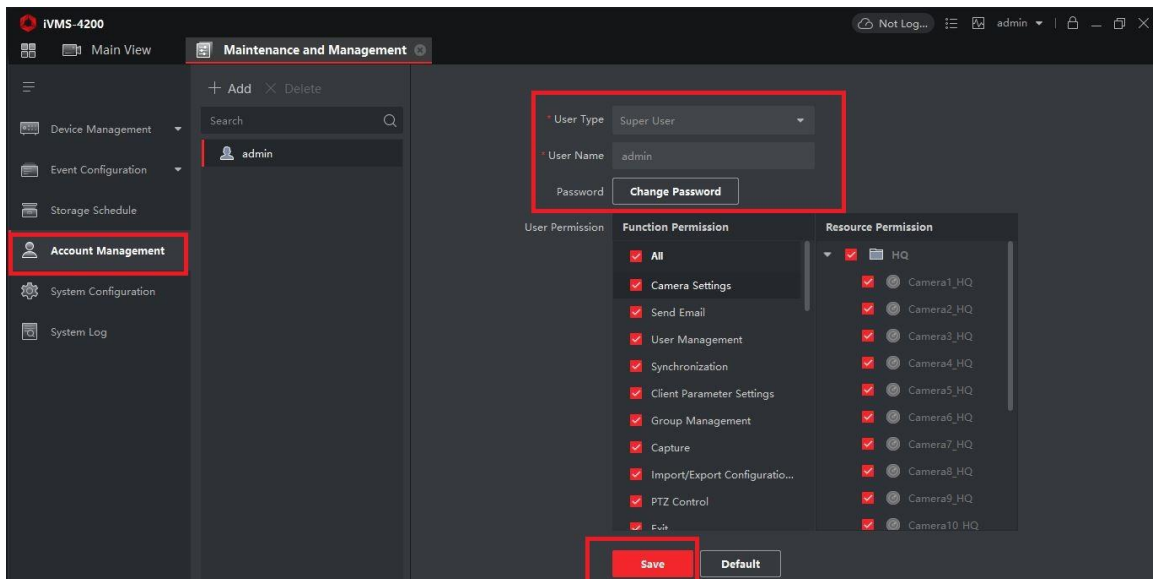 iVMS-4200
Not Log...
admin
Main View
Maintenance and Management
Device Management
Event Configuration
Storage Schedule
Account Management
System Configuration
System Log
+ Add
× Delete
Search
admin
* User Type
Super User
* User Name
admin
Password
Change Password
User Permission
Function Permission
All
Camera Settings
Send Email
User Management
Synchronization
Client Parameter Settings
Group Management
Capture
Import/Export Configuratio...
PTZ Control
Exit
Resource Permission
HQ
Camera1_HQ
Camera2_HQ
Camera3_HQ
Camera4_HQ
Camera5_HQ
Camera6_HQ
Camera7_HQ
Camera8_HQ
Camera9_HQ
Camera10_HQ
Save
Default